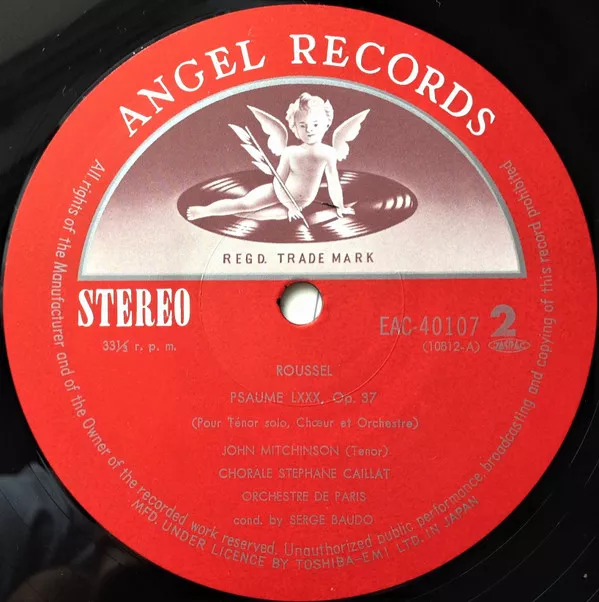 ANGEL RECORDS
REGD. TRADE MARK
STEREO
33⅓ r. p. m.
EAC-40107
2
(10812-A)
ROUSSEL
PSAUME LXXX, Op. 37
(Pour Ténor solo, Chœur et Orchestre)
JOHN MITCHINSON (Tenor)
CHORALE STEPHANE CAILLAT
ORCHESTRE DE PARIS
cond. by SERGE BAUDO
All rights of the Manufacturer and of the Owner of the recorded work reserved. Unauthorized public performance, broadcasting and copying of this record prohibited
MFD. UNDER LICENCE BY TOSHIBA-EMI LTD. IN JAPAN